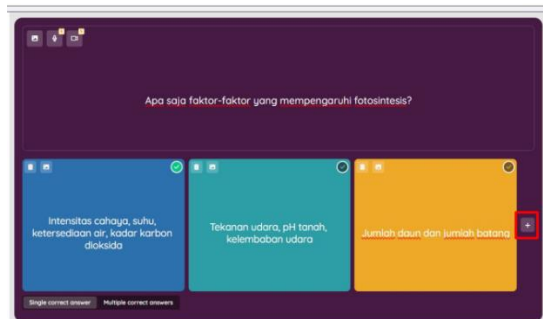 Apa saja faktor-faktor yang mempengaruhi fotosintesis?
Intensitas cahaya, suhu,
ketersediaan air, kadar karbon
dioksida
Tekanan udara, pH tanah,
kelembaban udara
Jumlah daun dan jumlah batang
Single correct answer
Multiple correct answers